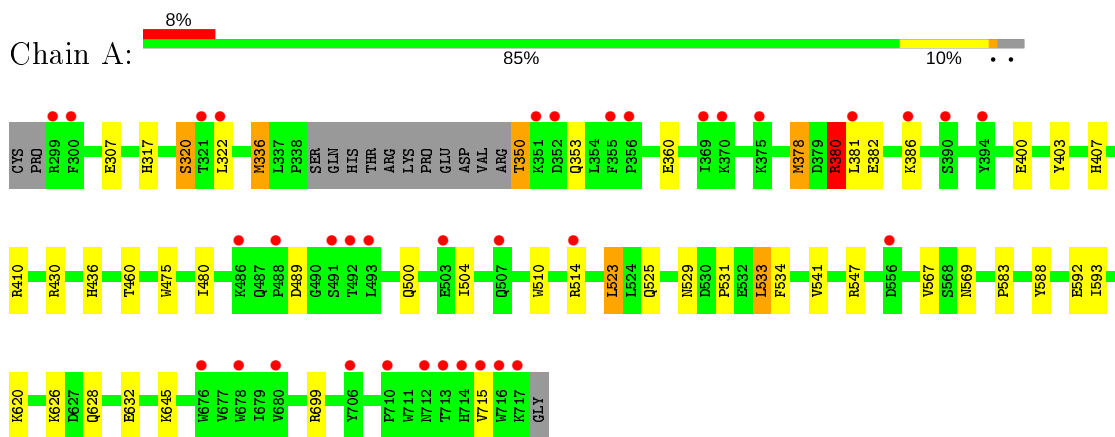 8%
Chain A:
85% 10% • •
CYS PRO R299 F300 E307 H317 S320 T321 L322 M336 L337 P338 SER GLN HIS THR ARG LYS PRO GLU ASP VAL ARG T350 K351 D352 Q353 L354 F355 P356 E360 I369 K370 K375 M378 D379 R380 L381 E382 K386 S390 Y394 E400 Y403 H407
R410 R430 H436 T460 W475 I480 K486 Q487 P488 D489 G490 S491 T492 L493 Q500 E503 I504 Q507 W510 R514 L523 L524 Q525 N529 D530 P531 E532 L533 F534 V541 R547 D556 V567 S568 N569 P583 Y588 E592 I593
K620 K626 D627 Q628 E632 K645 W676 V677 W678 I679 V680 R699 Y706 P710 W711 N712 T713 H714 V715 W716 K717 GLY